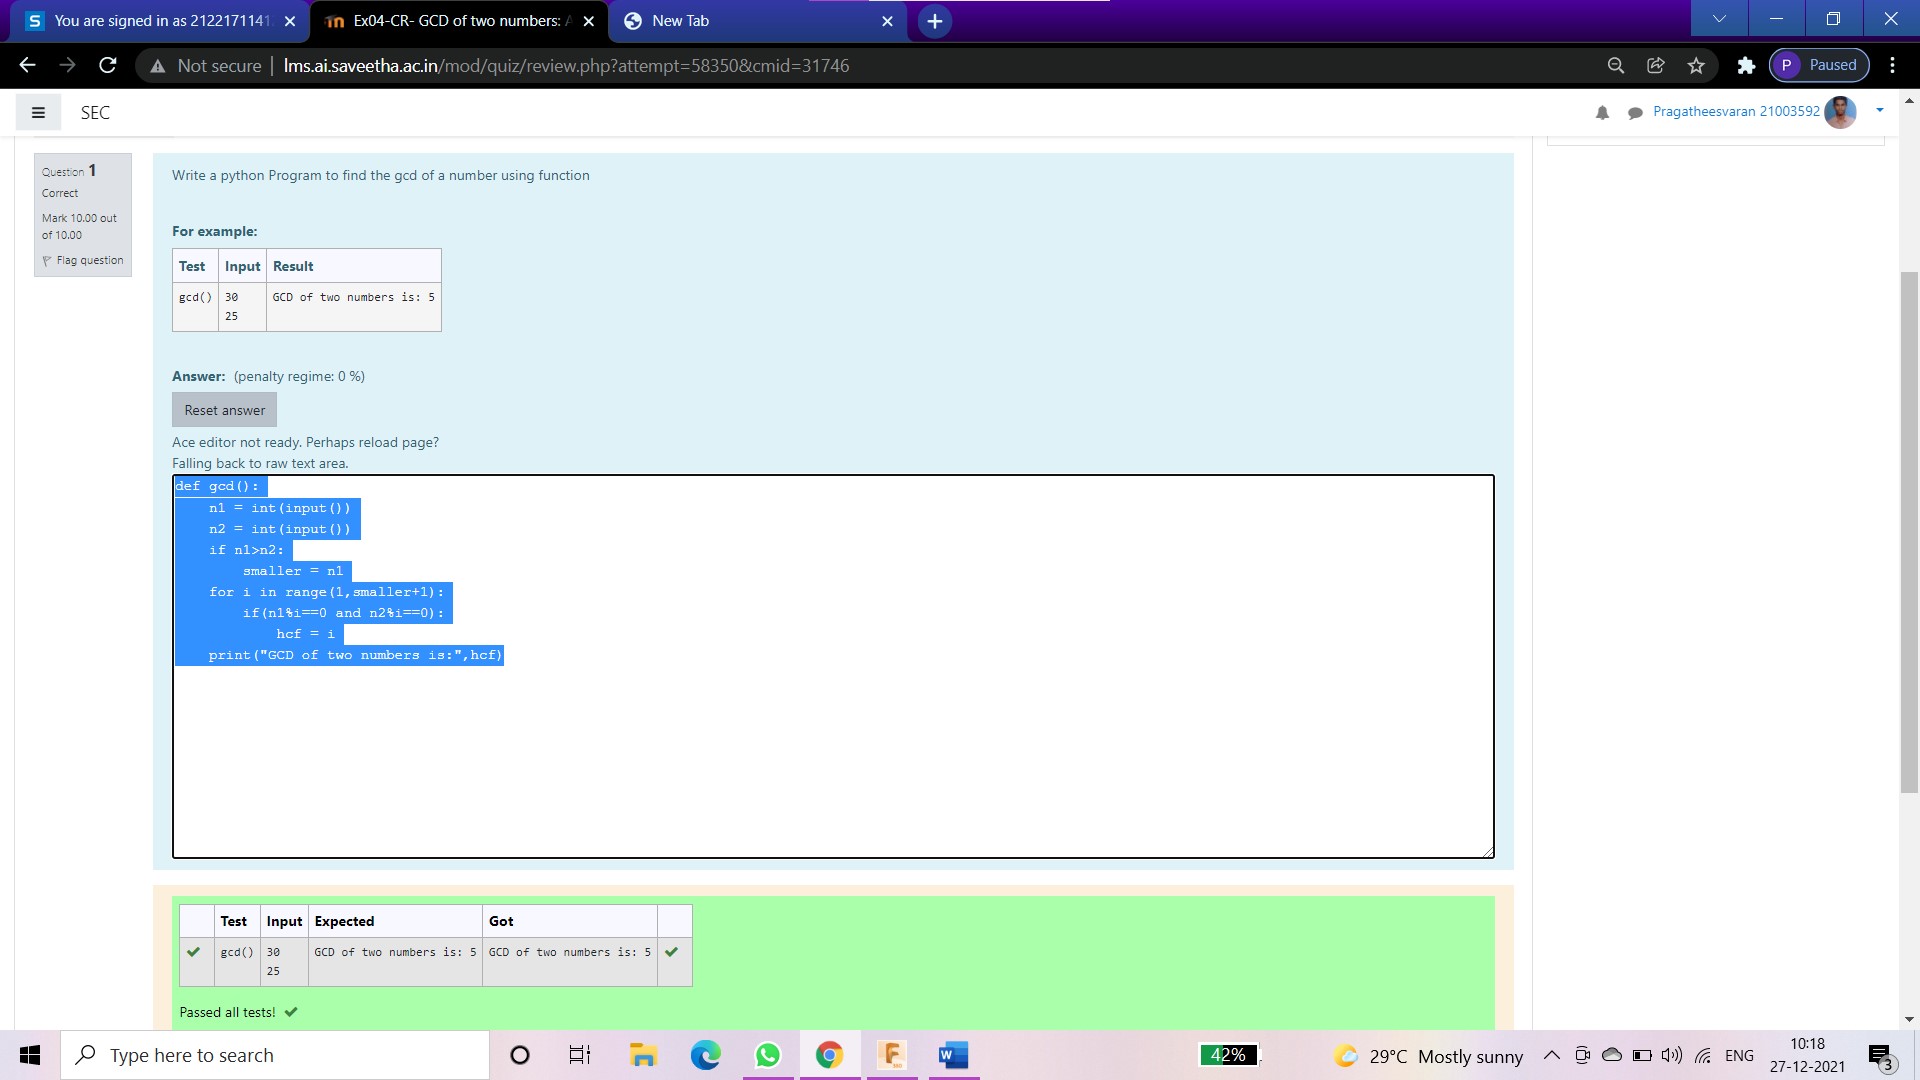 You are signed in as 2122171141
Ex04-CR- GCD of two numbers: A
New Tab
Not secure | lms.ai.saveetha.ac.in/mod/quiz/review.php?attempt=58350&cmid=31746
P Paused
SEC
Pragatheesvaran 21003592
Question 1
Correct
Mark 10.00 out
of 10.00
Flag question
Write a python Program to find the gcd of a number using function
For example:
Test Input Result
gcd() 30 GCD of two numbers is: 5
25
Answer: (penalty regime: 0 %)
Reset answer
Ace editor not ready. Perhaps reload page?
Falling back to raw text area.
def gcd():
    n1 = int(input())
    n2 = int(input())
    if n1>n2:
        smaller = n1
    for i in range(1,smaller+1):
        if(n1%i==0 and n2%i==0):
            hcf = i
    print("GCD of two numbers is:",hcf)
Test Input Expected Got
gcd() 30 GCD of two numbers is: 5 GCD of two numbers is: 5
25
Passed all tests!
Type here to search
42%
29°C Mostly sunny
ENG
10:18
27-12-2021
3